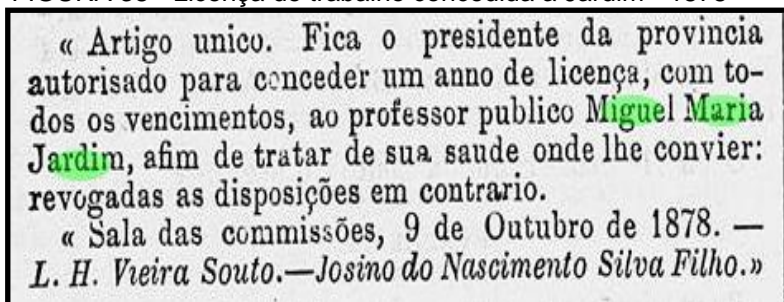 « Artigo unico. Fica o presidente da provincia
autorisado para conceder um anno de licença, com to-
dos os vencimentos, ao professor publico Miguel Maria
Jardim, afim de tratar de sua saude onde lhe convier:
revogadas as disposições em contrario.
« Sala das commissões, 9 de Outubro de 1878. —
L. H. Vieira Souto.—Josino do Nascimento Silva Filho.»